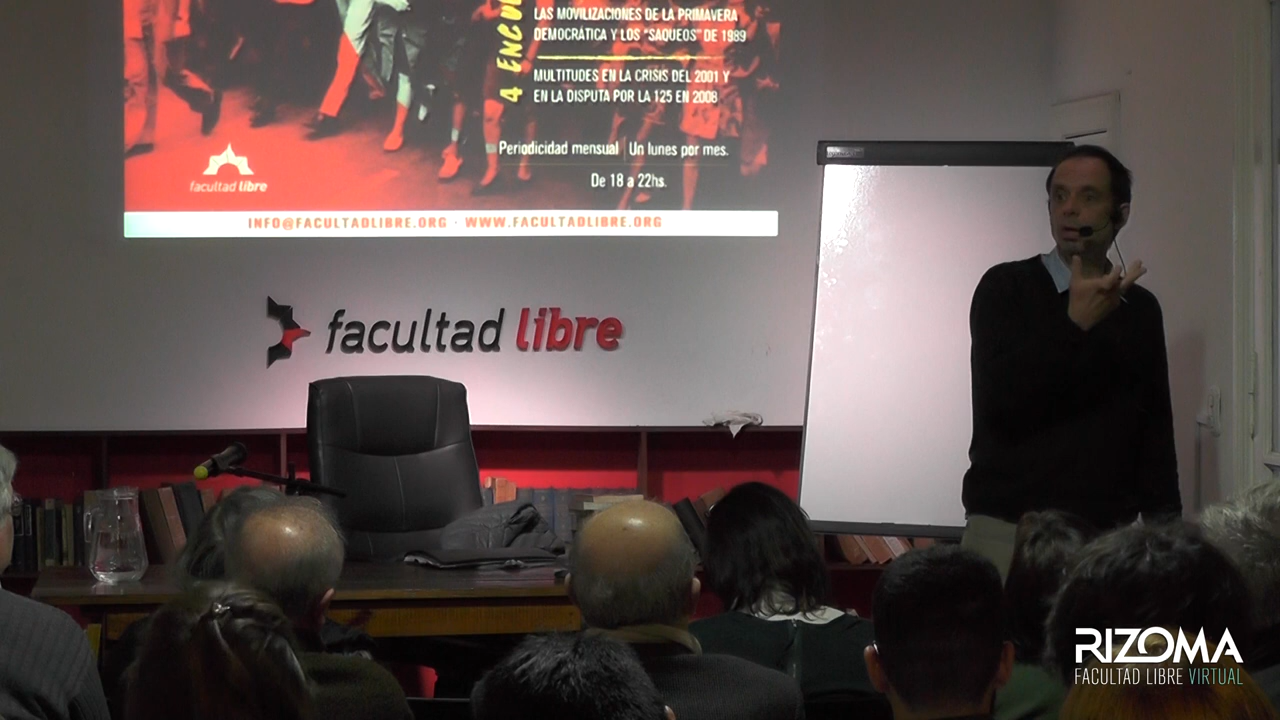 4 ENCU
LAS MOVILIZACIONES DE LA PRIMAVERA
DEMOCRÁTICA Y LOS "SAQUEOS" DE 1989
MULTITUDES EN LA CRISIS DEL 2001 Y
EN LA DISPUTA POR LA 125 EN 2008
Periodicidad mensual | Un lunes por mes.
De 18 a 22hs.
facultad libre
INFO@FACULTADLIBRE.ORG · WWW.FACULTADLIBRE.ORG
facultad libre
RIZOMA
FACULTAD LIBRE VIRTUAL